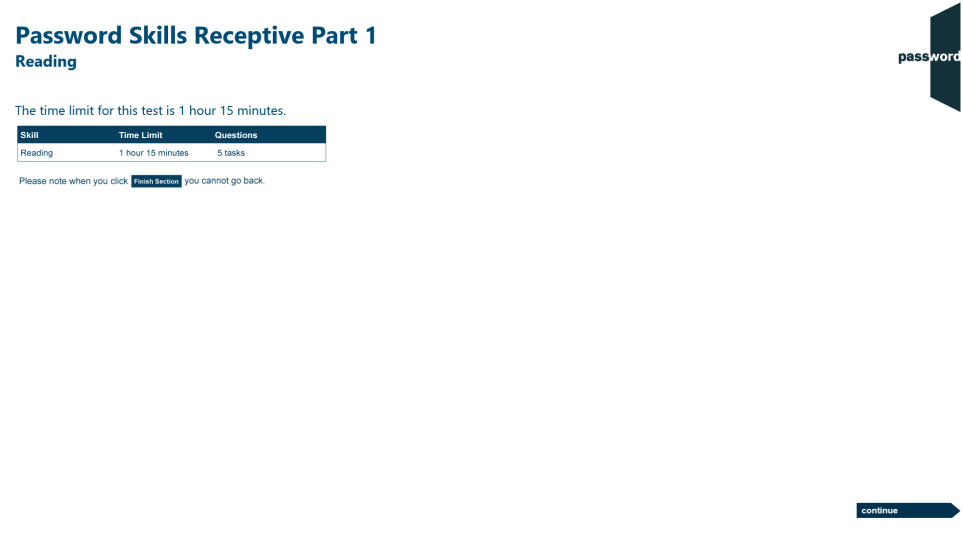 Password Skills Receptive Part 1
Reading
password
The time limit for this test is 1 hour 15 minutes.
Skill Time Limit Questions
Reading 1 hour 15 minutes 5 tasks
Please note when you click Finish Section you cannot go back.
continue